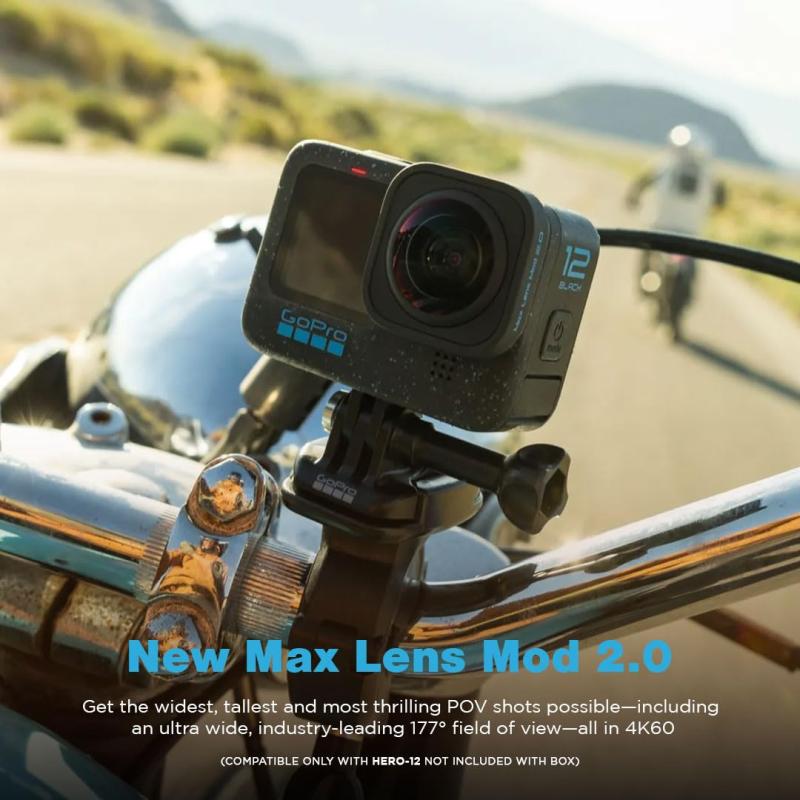 Max Lens Mod 2.0
12
BLACK
GoPro
GoPro
New Max Lens Mod 2.0
Get the widest, tallest and most thrilling POV shots possible—including
an ultra wide, industry-leading 177° field of view—all in 4K60
(COMPATIBLE ONLY WITH HERO-12 NOT INCLUDED WITH BOX)